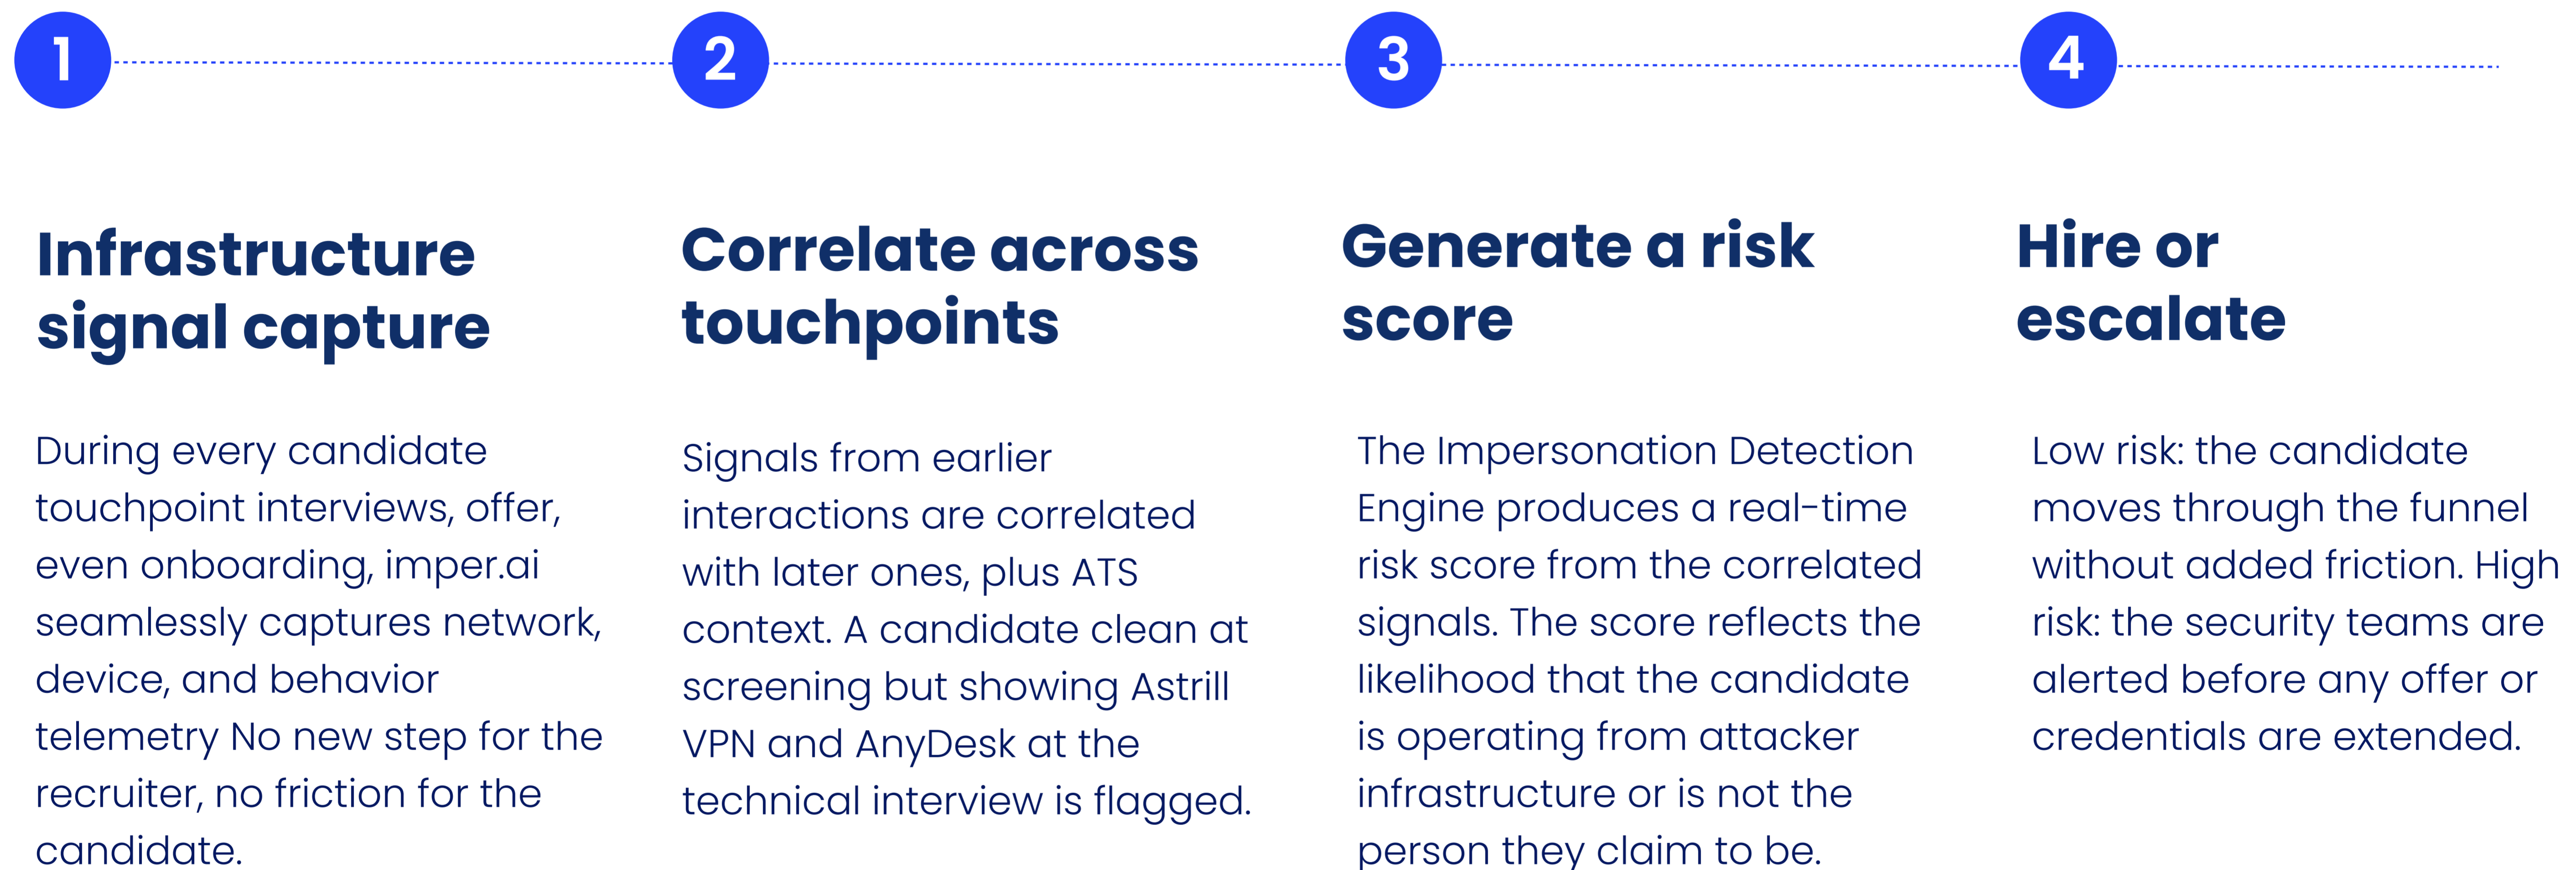 1
2
3
4
Infrastructure
signal capture
During every candidate
touchpoint interviews, offer,
even onboarding, imper.ai
seamlessly captures network,
device, and behavior
telemetry No new step for the
recruiter, no friction for the
candidate.
Correlate across
touchpoints
Signals from earlier
interactions are correlated
with later ones, plus ATS
context. A candidate clean at
screening but showing Astrill
VPN and AnyDesk at the
technical interview is flagged.
Generate a risk
score
The Impersonation Detection
Engine produces a real-time
risk score from the correlated
signals. The score reflects the
likelihood that the candidate
is operating from attacker
infrastructure or is not the
person they claim to be.
Hire or
escalate
Low risk: the candidate
moves through the funnel
without added friction. High
risk: the security teams are
alerted before any offer or
credentials are extended.